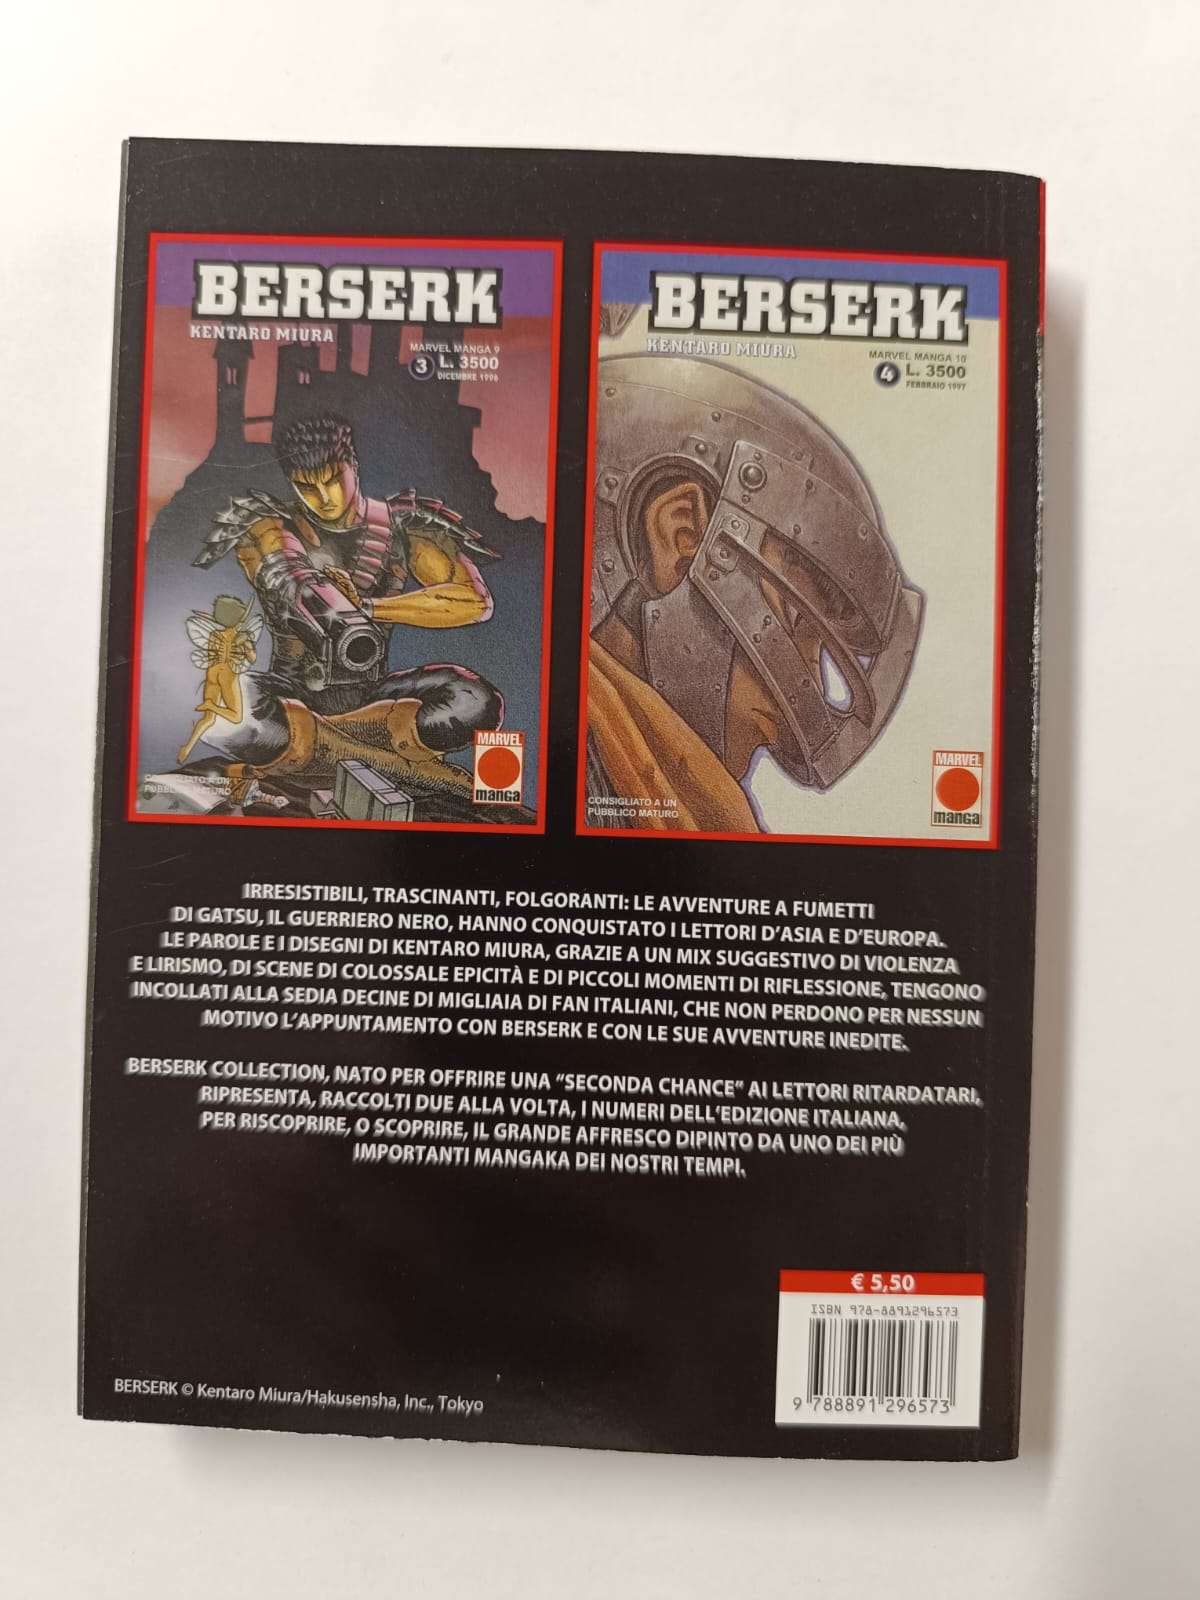 BERSERK
KENTARO MIURA
MARVEL MANGA 9
3 L. 3500
DICEMBRE 1996
CONSIGLIATO A UN
PUBBLICO MATURO
MARVEL
manga
BERSERK
KENTARO MIURA
MARVEL MANGA 10
4 L. 3500
FEBBRAIO 1997
CONSIGLIATO A UN
PUBBLICO MATURO
MARVEL
manga
IRRESISTIBILI, TRASCINANTI, FOLGORANTI: LE AVVENTURE A FUMETTI
DI GATSU, IL GUERRIERO NERO, HANNO CONQUISTATO I LETTORI D'ASIA E D'EUROPA.
LE PAROLE E I DISEGNI DI KENTARO MIURA, GRAZIE A UN MIX SUGGESTIVO DI VIOLENZA
E LIRISMO, DI SCENE DI COLOSSALE EPICITÀ E DI PICCOLI MOMENTI DI RIFLESSIONE, TENGONO
INCOLLATI ALLA SEDIA DECINE DI MIGLIAIA DI FAN ITALIANI, CHE NON PERDONO PER NESSUN
MOTIVO L'APPUNTAMENTO CON BERSERK E CON LE SUE AVVENTURE INEDITE.
BERSERK COLLECTION, NATO PER OFFRIRE UNA "SECONDA CHANCE" AI LETTORI RITARDATARI,
RIPRESENTA, RACCOLTI DUE ALLA VOLTA, I NUMERI DELL'EDIZIONE ITALIANA,
PER RISCOPRIRE, O SCOPRIRE, IL GRANDE AFFRESCO DIPINTO DA UNO DEI PIÙ
IMPORTANTI MANGAKA DEI NOSTRI TEMPI.
€ 5,50
ISBN 978-8891296573
9 788891 296573
BERSERK © Kentaro Miura/Hakusensha, Inc., Tokyo